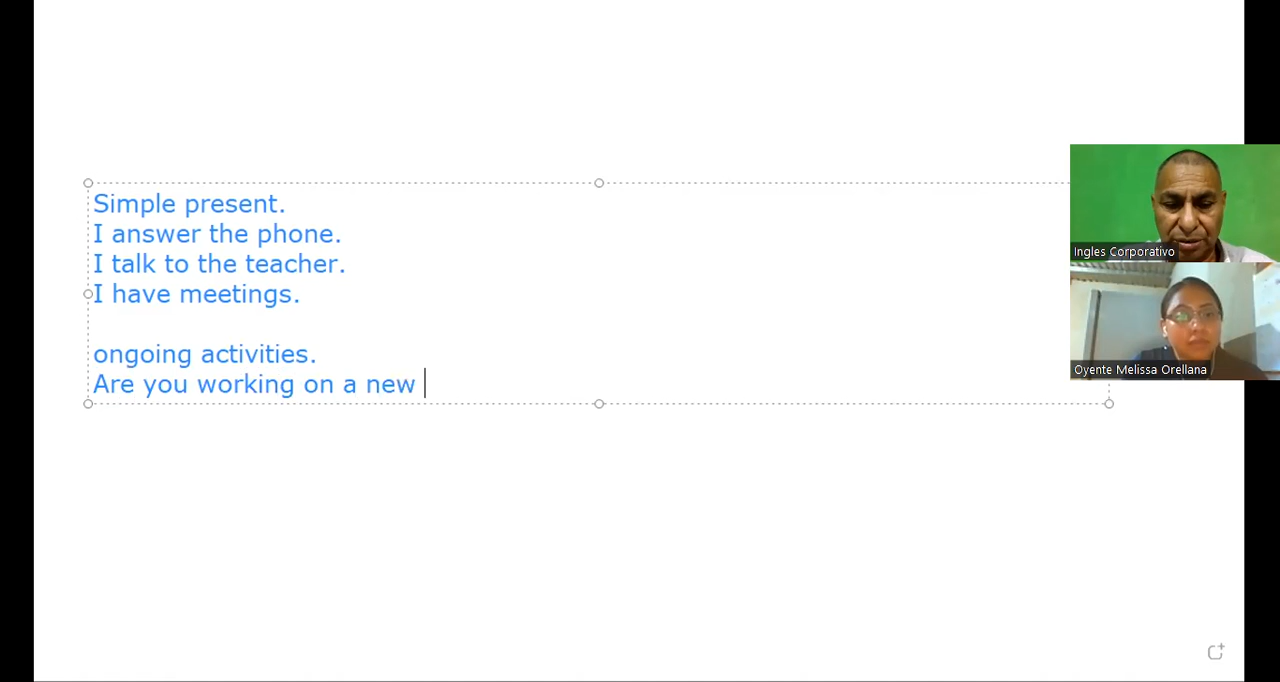 Simple present.
I answer the phone.
I talk to the teacher.
I have meetings.
ongoing activities.
Are you working on a new
Ingles Corporativo
Oyente Melissa Orellana